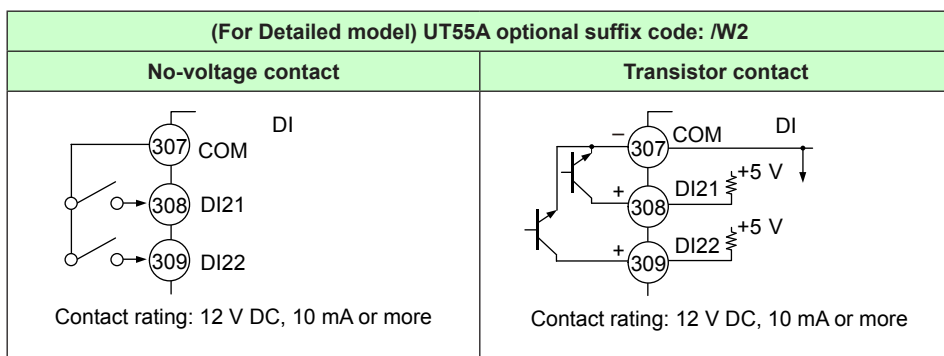 (For Detailed model) UT55A optional suffix code: /W2
No-voltage contact
Transistor contact
DI
307 COM
308 DI21
309 DI22
Contact rating: 12 V DC, 10 mA or more
− 307 COM DI
+ 308 DI21 +5 V
+ 309 DI22 +5 V
Contact rating: 12 V DC, 10 mA or more